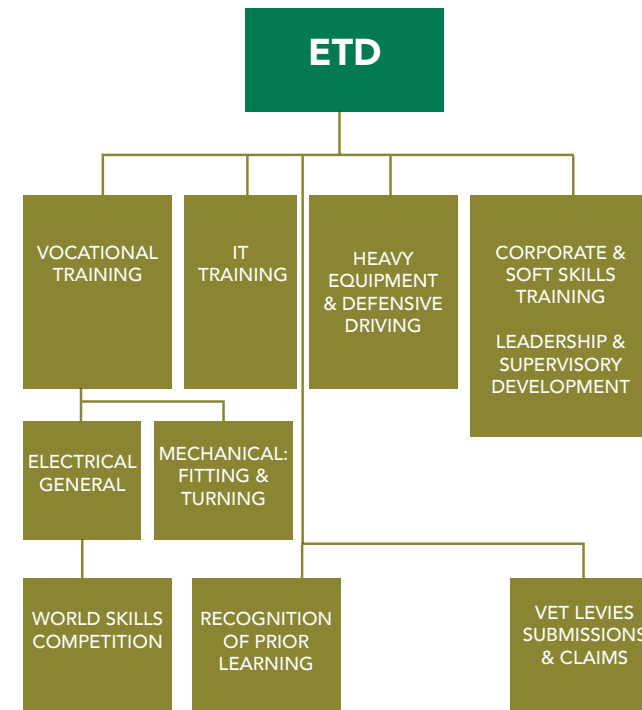 ETD
VOCATIONAL
TRAINING
IT
TRAINING
HEAVY
EQUIPMENT
& DEFENSIVE
DRIVING
CORPORATE &
SOFT SKILLS
TRAINING
LEADERSHIP &
SUPERVISORY
DEVELOPMENT
ELECTRICAL
GENERAL
MECHANICAL:
FITTING &
TURNING
WORLD SKILLS
COMPETITION
RECOGNITION
OF PRIOR
LEARNING
VET LEVIES
SUBMISSIONS
& CLAIMS